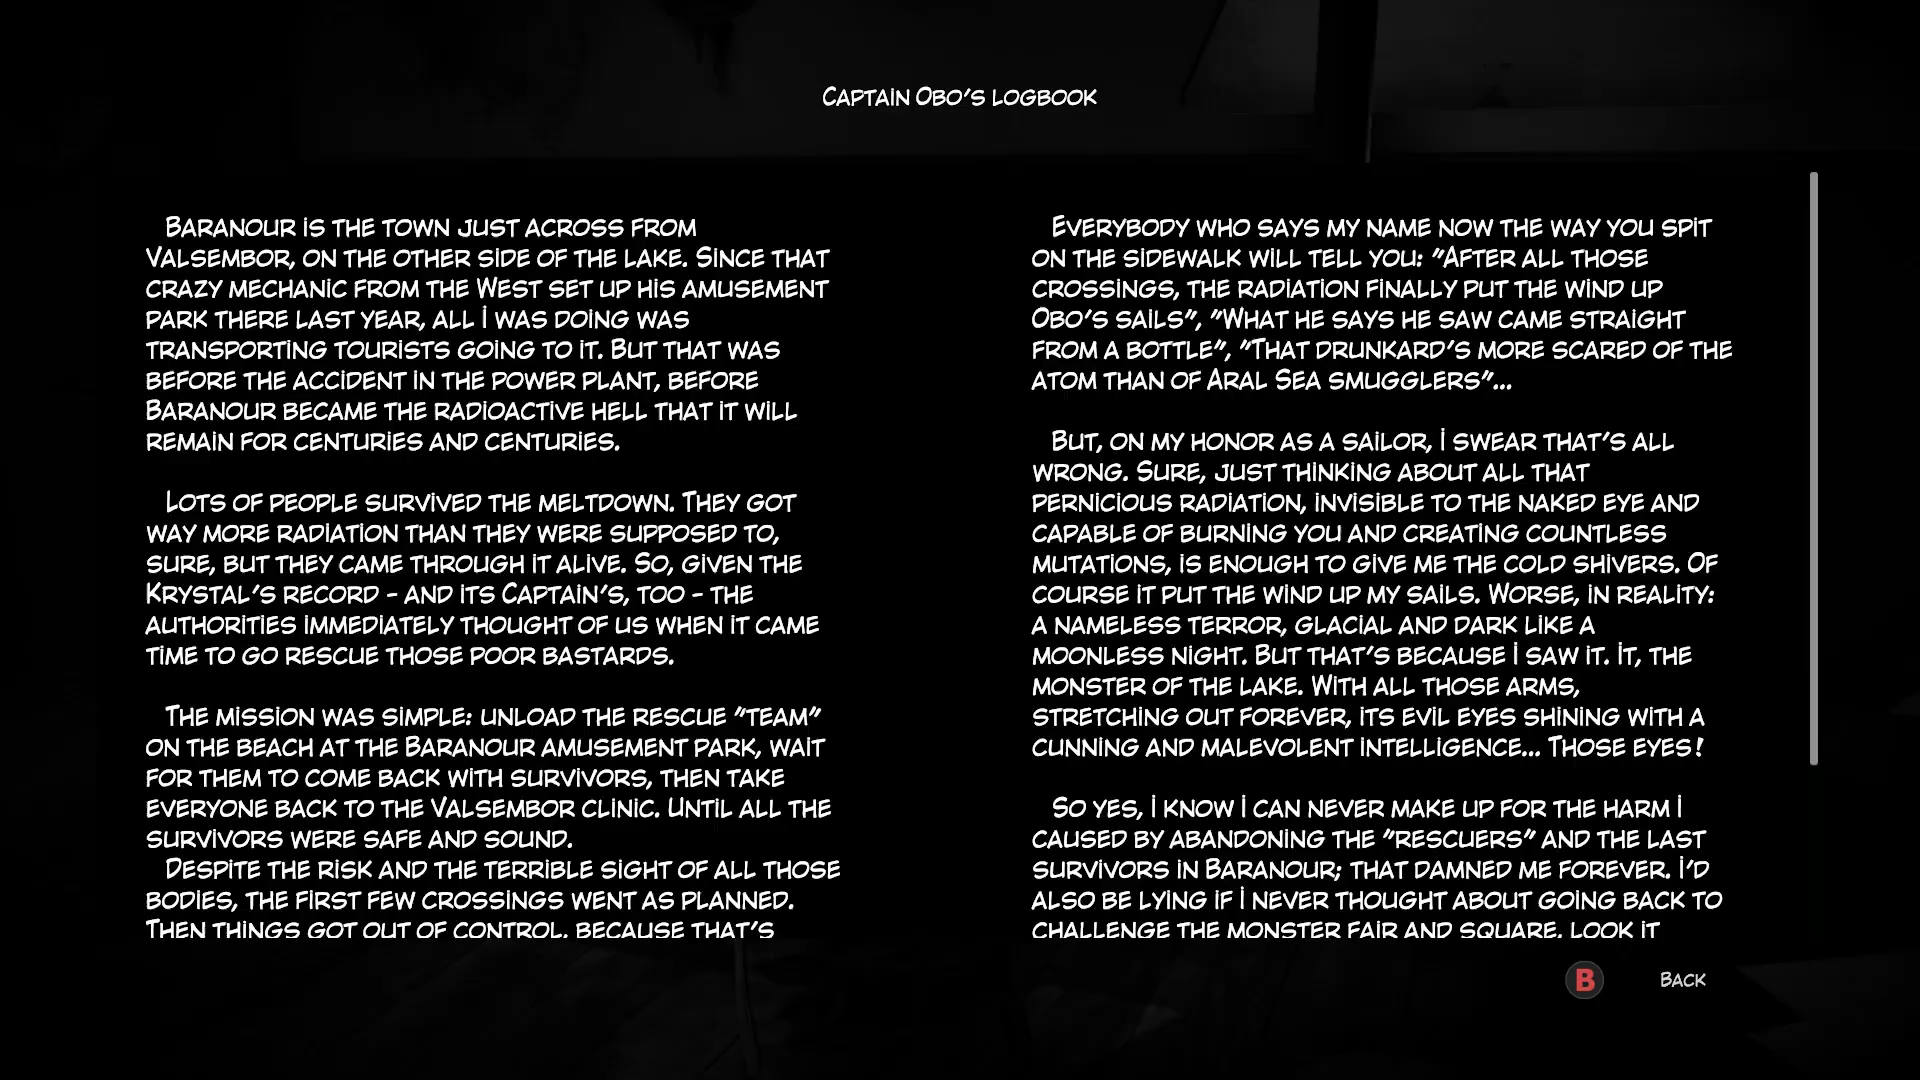 Captain Obo's logbook
Baranour is the town just across from
Valsembor, on the other side of the lake. Since that
crazy mechanic from the West set up his amusement
park there last year, all I was doing was
transporting tourists going to it. But that was
before the accident in the power plant, before
Baranour became the radioactive hell that it will
remain for centuries and centuries.
Lots of people survived the meltdown. They got
way more radiation than they were supposed to,
sure, but they came through it alive. So, given the
Krystal's record - and its Captain's, too - the
authorities immediately thought of us when it came
time to go rescue those poor bastards.
The mission was simple: unload the rescue "team"
on the beach at the Baranour amusement park, wait
for them to come back with survivors, then take
everyone back to the Valsembor clinic. Until all the
survivors were safe and sound.
Despite the risk and the terrible sight of all those
bodies, the first few crossings went as planned.
Then things got out of control, because that's
Everybody who says my name now the way you spit
on the sidewalk will tell you: "After all those
crossings, the radiation finally put the wind up
Obo's sails", "What he says he saw came straight
from a bottle", "That drunkard's more scared of the
atom than of Aral Sea smugglers"...
But, on my honor as a sailor, I swear that's all
wrong. Sure, just thinking about all that
pernicious radiation, invisible to the naked eye and
capable of burning you and creating countless
mutations, is enough to give me the cold shivers. Of
course it put the wind up my sails. Worse, in reality:
a nameless terror, glacial and dark like a
moonless night. But that's because I saw it. It, the
monster of the lake. With all those arms,
stretching out forever, its evil eyes shining with a
cunning and malevolent intelligence... Those eyes!
So yes, I know I can never make up for the harm I
caused by abandoning the "rescuers" and the last
survivors in Baranour; that damned me forever. I'd
also be lying if I never thought about going back to
challenge the monster fair and square, look it
B Back